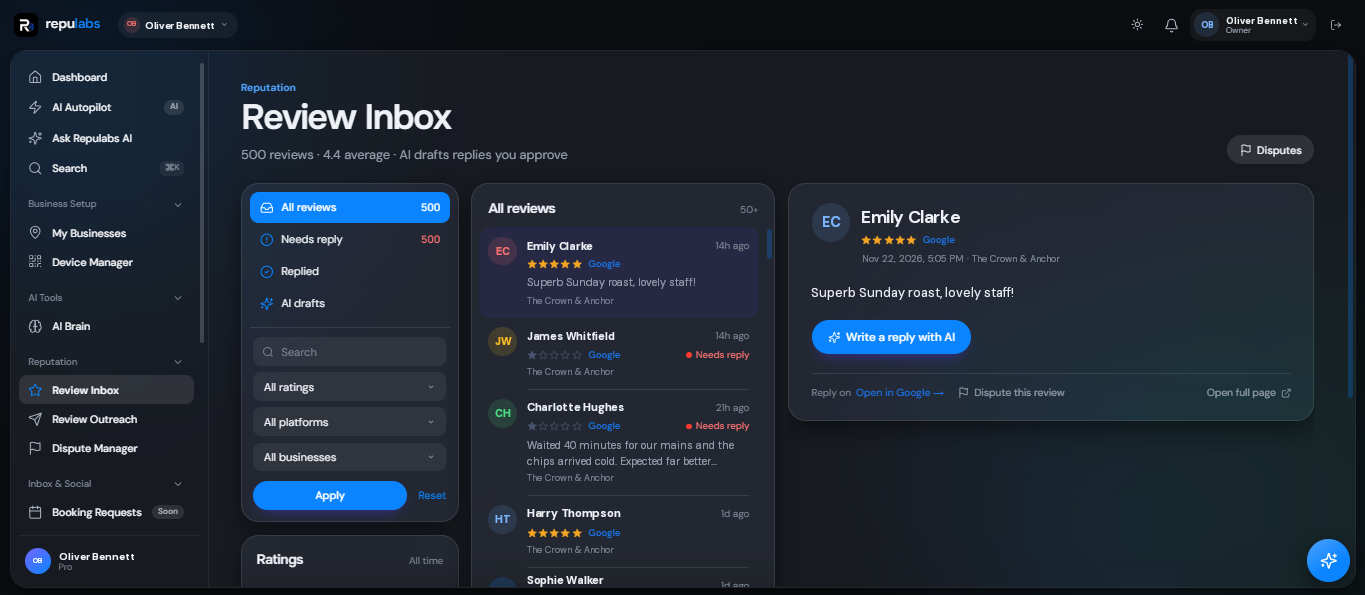 repulabs
OB Oliver Bennett
OB Oliver Bennett
Owner
Dashboard
AI Autopilot AI
Ask Repulabs AI
Search ⌘K
Business Setup
My Businesses
Device Manager
AI Tools
AI Brain
Reputation
Review Inbox
Review Outreach
Dispute Manager
Inbox & Social
Booking Requests Soon
OB Oliver Bennett
Pro
Reputation
Review Inbox
500 reviews · 4.4 average · AI drafts replies you approve
Disputes
All reviews 500
Needs reply 500
Replied
AI drafts
Search
All ratings
All platforms
All businesses
Apply Reset
Ratings All time
All reviews 50+
EC Emily Clarke 14h ago
★★★★★ Google
Superb Sunday roast, lovely staff!
The Crown & Anchor
JW James Whitfield 14h ago
★☆☆☆☆ Google Needs reply
The Crown & Anchor
CH Charlotte Hughes 21h ago
★☆☆☆☆ Google Needs reply
Waited 40 minutes for our mains and the
chips arrived cold. Expected far better...
The Crown & Anchor
HT Harry Thompson 1d ago
★★★★★ Google
The Crown & Anchor
Sophie Walker 1d ago
EC Emily Clarke
★★★★★ Google
Nov 22, 2026, 5:05 PM · The Crown & Anchor
Superb Sunday roast, lovely staff!
Write a reply with AI
Reply on Open in Google → Dispute this review Open full page